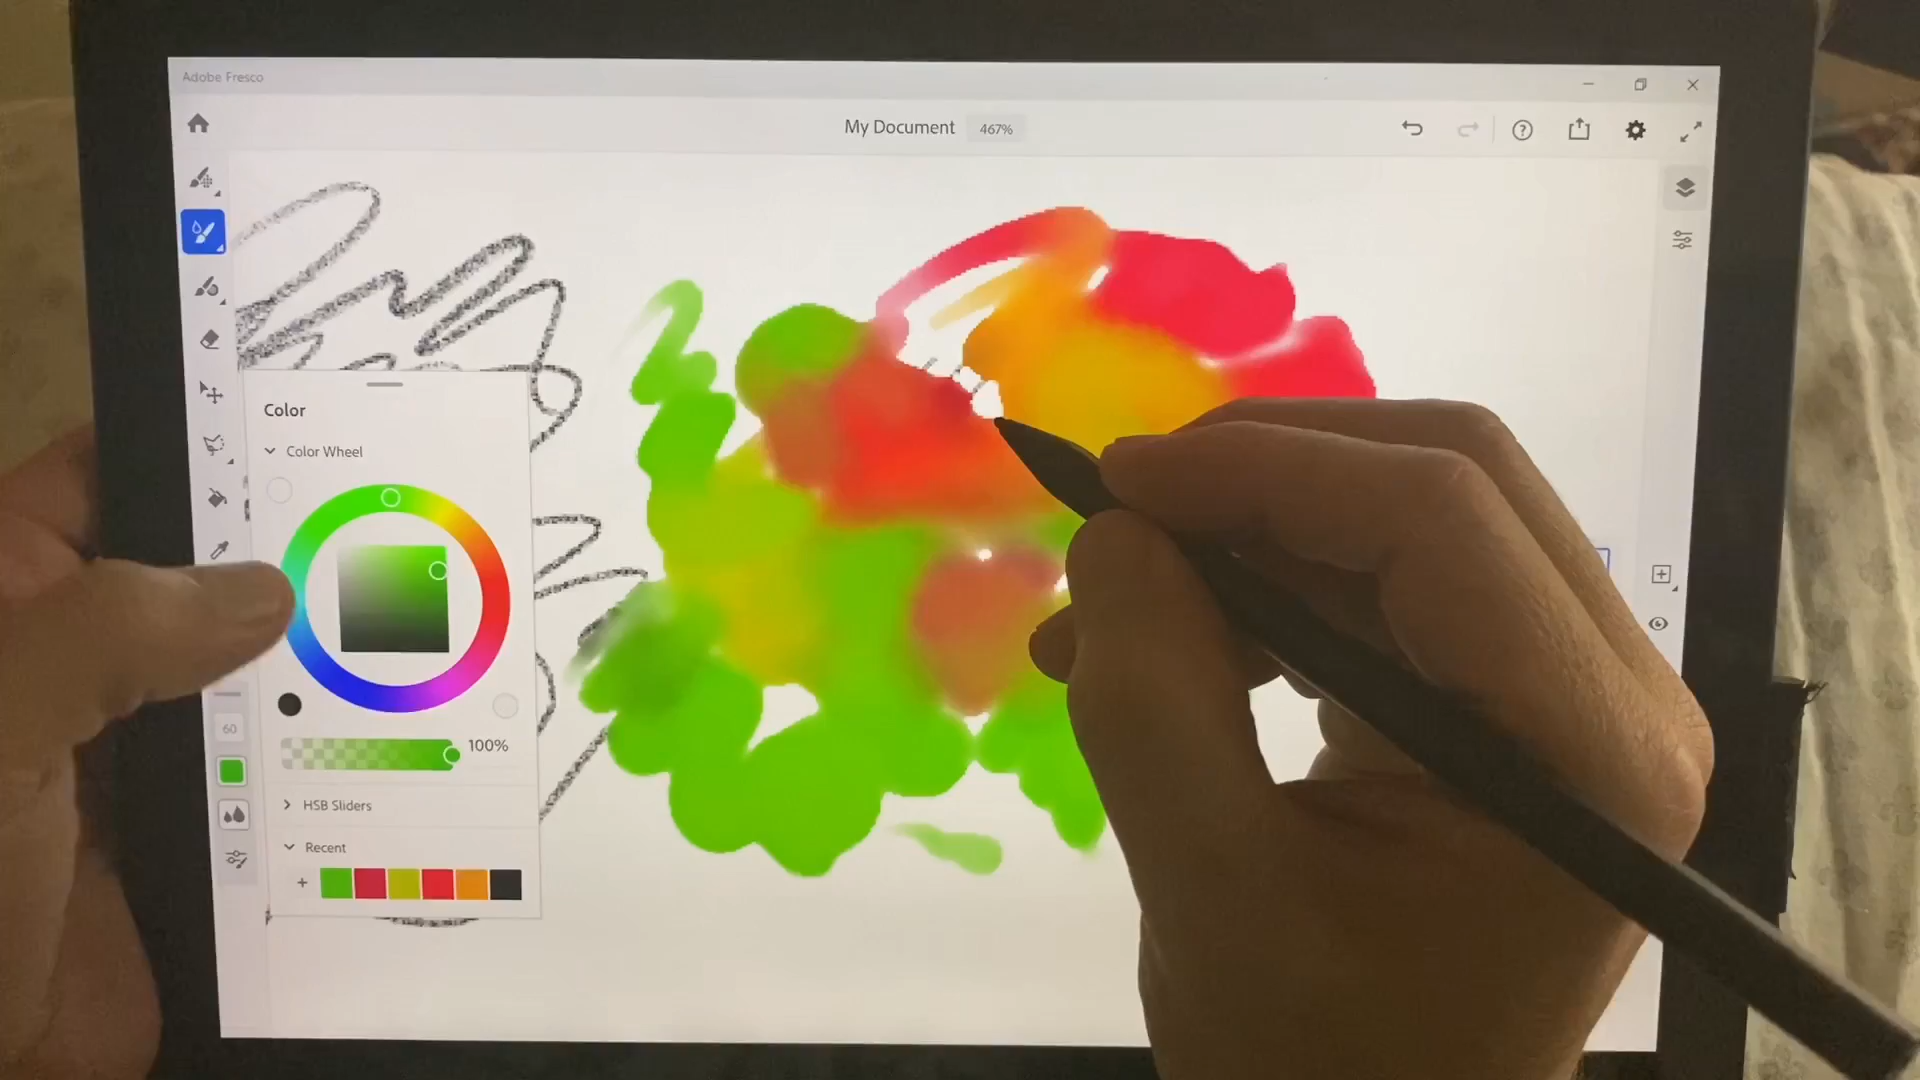 Adobe Fresco
My Document 467%
Color
Color Wheel
60
100%
HSB Sliders
Recent